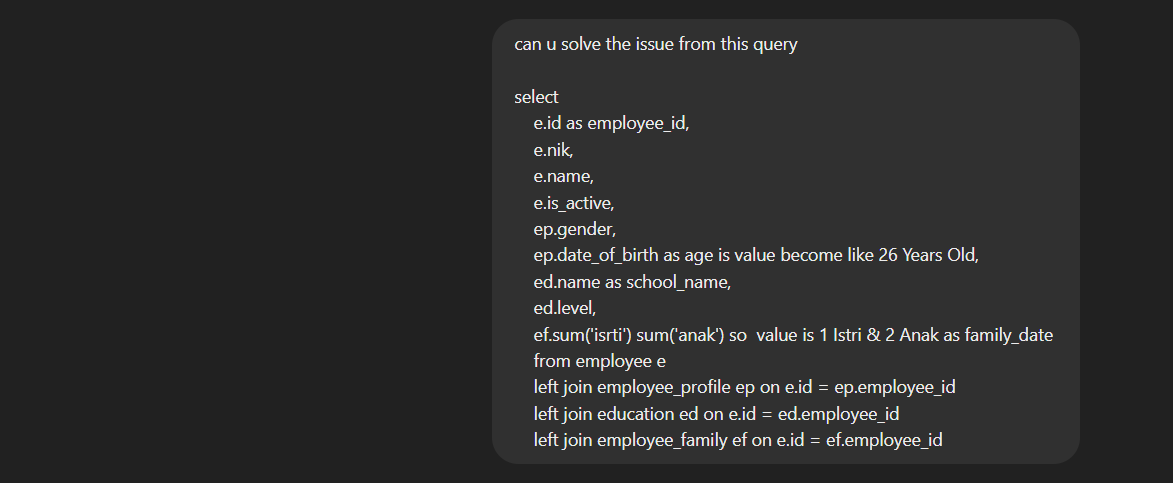 can u solve the issue from this query
select
e.id as employee_id,
e.nik,
e.name,
e.is_active,
ep.gender,
ep.date_of_birth as age is value become like 26 Years Old,
ed.name as school_name,
ed.level,
ef.sum('isrti') sum('anak') so  value is 1 Istri & 2 Anak as family_date
from employee e
left join employee_profile ep on e.id = ep.employee_id
left join education ed on e.id = ed.employee_id
left join employee_family ef on e.id = ef.employee_id